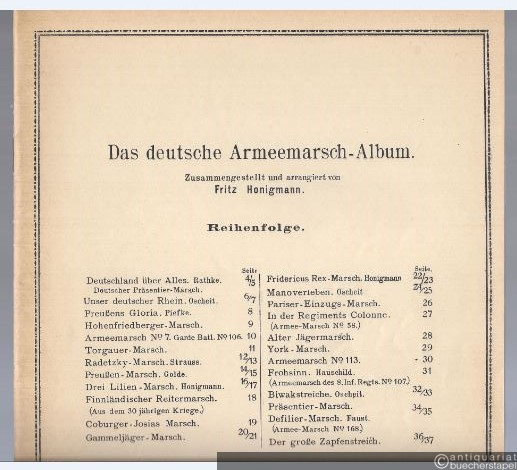 Das deutsche Armeemarsch-Album.
Zusammengestellt und arrangiert von
Fritz Honigmann.
Reihenfolge.
Seite
Deutschland über Alles. Rathke. 4/5
Deutscher Präsentier-Marsch.
Unser deutscher Rhein. Oscheit. 6/7
Preußens Gloria. Piefke. 8
Hohenfriedberger-Marsch. 9
Armeemarsch Nº 7. Garde Batl. Nº 106. 10
Torgauer-Marsch. 11
Radetzky-Marsch. Strauss. 12/13
Preußen-Marsch. Golde. 14/15
Drei Lilien-Marsch. Honigmann. 16/17
Finnländischer Reitermarsch. 18
(Aus dem 30 jährigen Kriege.)
Coburger-Josias Marsch. 19
Gammeljäger-Marsch. 20/21
Seite.
Fridericus Rex-Marsch. Honigmann 22/23
Manöverleben. Oscheit 24/25
Pariser-Einzugs-Marsch. 26
In der Regiments Colonne. 27
(Armee-Marsch Nº 58.)
Alter Jägermarsch. 28
York-Marsch. 29
Armeemarsch Nº 113. - 30
Frohsinn. Hauschild. 31
(Armeemarsch des 8. Inf. Regts. Nº 107.)
Biwakstreiche. Oscheit. 32/33
Präsentier-Marsch. 34/35
Defilier-Marsch. Faust.
(Armee-Marsch Nº 168.)
Der große Zapfenstreich. 36/37
antiquariat
buecherstapel